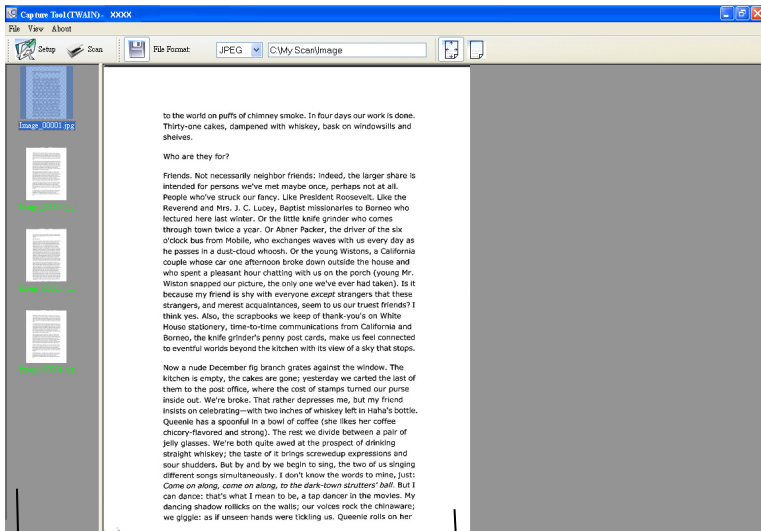 Capture Tool (TWAIN) - XXXX
File View About
Setup Scan File Format: JPEG C:\My Scan\Image
Image_00001.jpg
to the world on puffs of chimney smoke. In four days our work is done.
Thirty-one cakes, dampened with whiskey, bask on windowsills and
shelves.
Who are they for?
Friends. Not necessarily neighbor friends: indeed, the larger share is
intended for persons we've met maybe once, perhaps not at all.
People who've struck our fancy. Like President Roosevelt. Like the
Reverend and Mrs. J. C. Lucey, Baptist missionaries to Borneo who
lectured here last winter. Or the little knife grinder who comes
through town twice a year. Or Abner Packer, the driver of the six
o'clock bus from Mobile, who exchanges waves with us every day as
he passes in a dust-cloud whoosh. Or the young Wistons, a California
couple whose car one afternoon broke down outside the house and
who spent a pleasant hour chatting with us on the porch (young Mr.
Wiston snapped our picture, the only one we've ever had taken). Is it
because my friend is shy with everyone except strangers that these
strangers, and merest acquaintances, seem to us our truest friends? I
think yes. Also, the scrapbooks we keep of thank-you's on White
House stationery, time-to-time communications from California and
Borneo, the knife grinder's penny post cards, make us feel connected
to eventful worlds beyond the kitchen with its view of a sky that stops.
Now a nude December fig branch grates against the window. The
kitchen is empty, the cakes are gone; yesterday we carted the last of
them to the post office, where the cost of stamps turned our purse
inside out. We're broke. That rather depresses me, but my friend
insists on celebrating—with two inches of whiskey left in Haha's bottle.
Queenie has a spoonful in a bowl of coffee (she likes her coffee
chicory-flavored and strong). The rest we divide between a pair of
jelly glasses. We're both quite awed at the prospect of drinking
straight whiskey; the taste of it brings screwedup expressions and
sour shudders. But by and by we begin to sing, the two of us singing
different songs simultaneously. I don't know the words to mine, just:
Come on along, come on along, to the dark-town strutters' ball. But I
can dance: that's what I mean to be, a tap dancer in the movies. My
dancing shadow rollicks on the walls; our voices rock the chinaware;
we giggle: as if unseen hands were tickling us. Queenie rolls on her